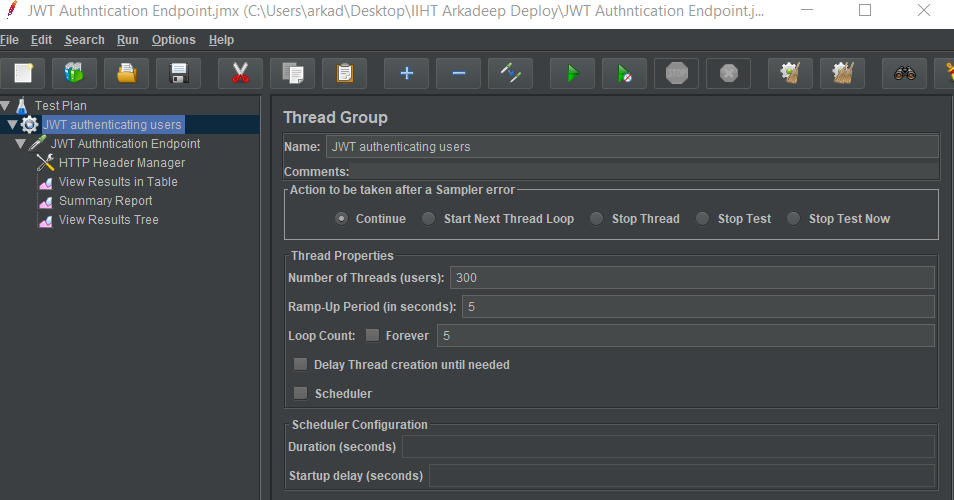 JWT Authntication Endpoint.jmx (C:\Users\arkad\Desktop\IIHT Arkadeep Deploy\JWT Authntication Endpoint.j...
File Edit Search Run Options Help
STOP
Test Plan
JWT authenticating users
JWT Authntication Endpoint
HTTP Header Manager
View Results in Table
Summary Report
View Results Tree
Thread Group
Name: JWT authenticating users
Comments:
Action to be taken after a Sampler error
Continue Start Next Thread Loop Stop Thread Stop Test Stop Test Now
Thread Properties
Number of Threads (users): 300
Ramp-Up Period (in seconds): 5
Loop Count: Forever 5
Delay Thread creation until needed
Scheduler
Scheduler Configuration
Duration (seconds)
Startup delay (seconds)